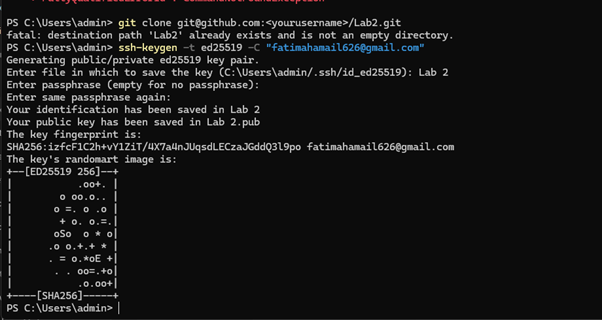 PS C:\Users\admin> git clone git@github.com:<yourusername>/Lab2.git
fatal: destination path 'Lab2' already exists and is not an empty directory.
PS C:\Users\admin> ssh-keygen -t ed25519 -C "fatimahamail626@gmail.com"
Generating public/private ed25519 key pair.
Enter file in which to save the key (C:\Users\admin/.ssh/id_ed25519): Lab 2
Enter passphrase (empty for no passphrase):
Enter same passphrase again:
Your identification has been saved in Lab 2
Your public key has been saved in Lab 2.pub
The key fingerprint is:
SHA256:izfcF1C2h+vY1ZiT/4X7a4nJUqsdLECzaJGddQ3l9po fatimahamail626@gmail.com
The key's randomart image is:
+--[ED25519 256]--+
|          .oo+.  |
|       o oo.o..  |
|      o =. o .o  |
|       + o. o.=.|
|      oSo  o * o|
|     .o o.+.+ *  |
|     . = o.*oE +|
|      . . oo=.+o|
|          .o.oo+|
+----[SHA256]-----+
PS C:\Users\admin>